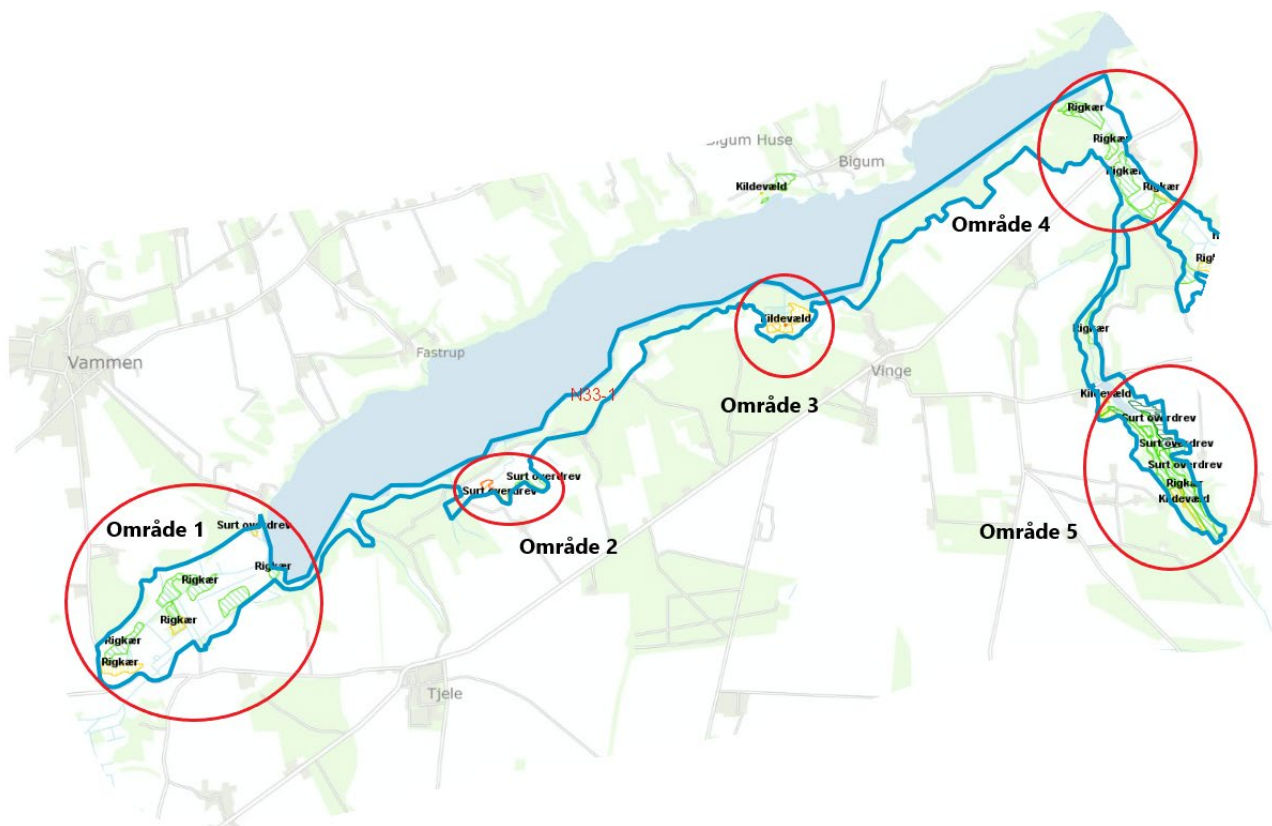 Rigkær
Bigum Huse
Rigkær
Bigum
Rigkær
Kildevæld
Rigkær
Område 4
Kildevæld
Rigkær
Fastrup
Vammen
Vinge
N33-1
Område 3
Kildevæld
Surt overdrev
Surt overdrev
Surt overdrev
Surt overdrev
Surt overdrev
Rigkær
Kildevæld
Område 1
Surt overdrev
Område 5
Område 2
Rigkær
Rigkær
Rigkær
Rigkær
Rigkær
Tjele